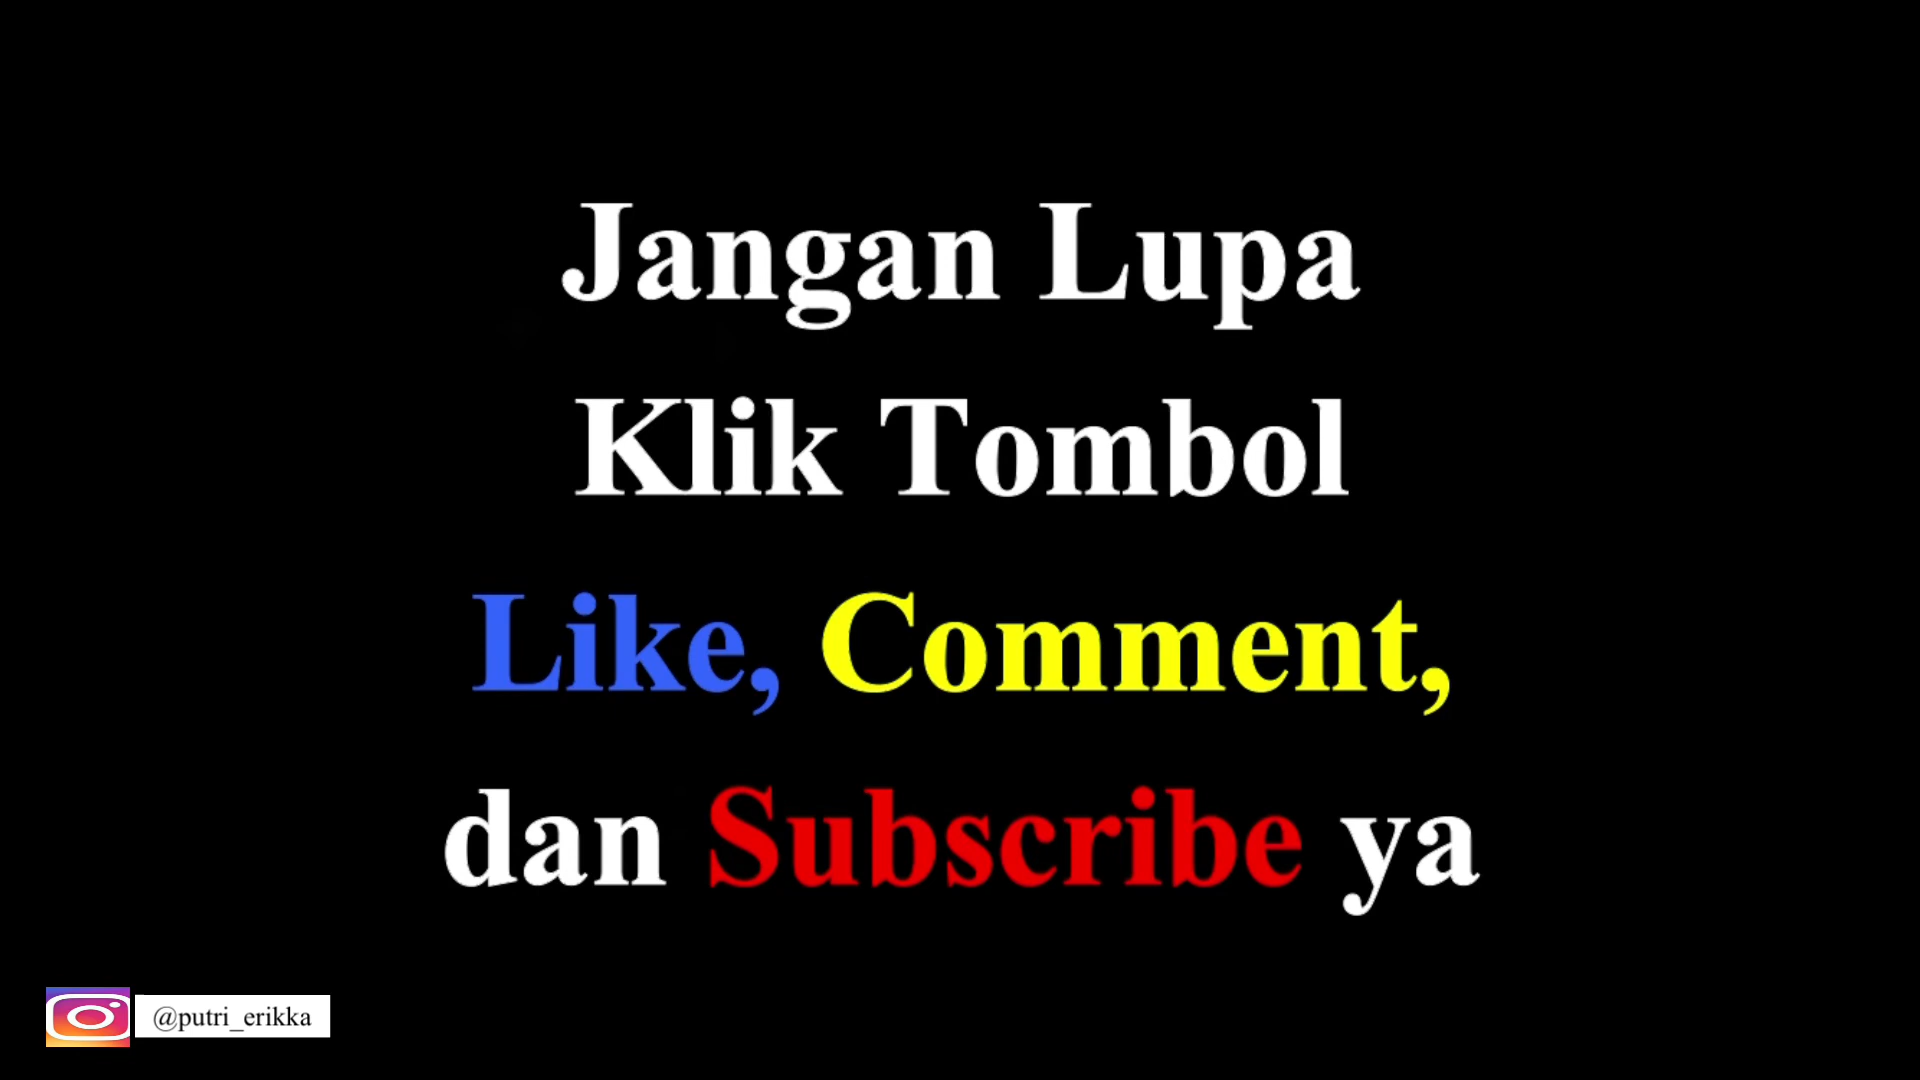 Jangan Lupa
Klik Tombol
Like, Comment,
dan Subscribe ya
@putri_erikka